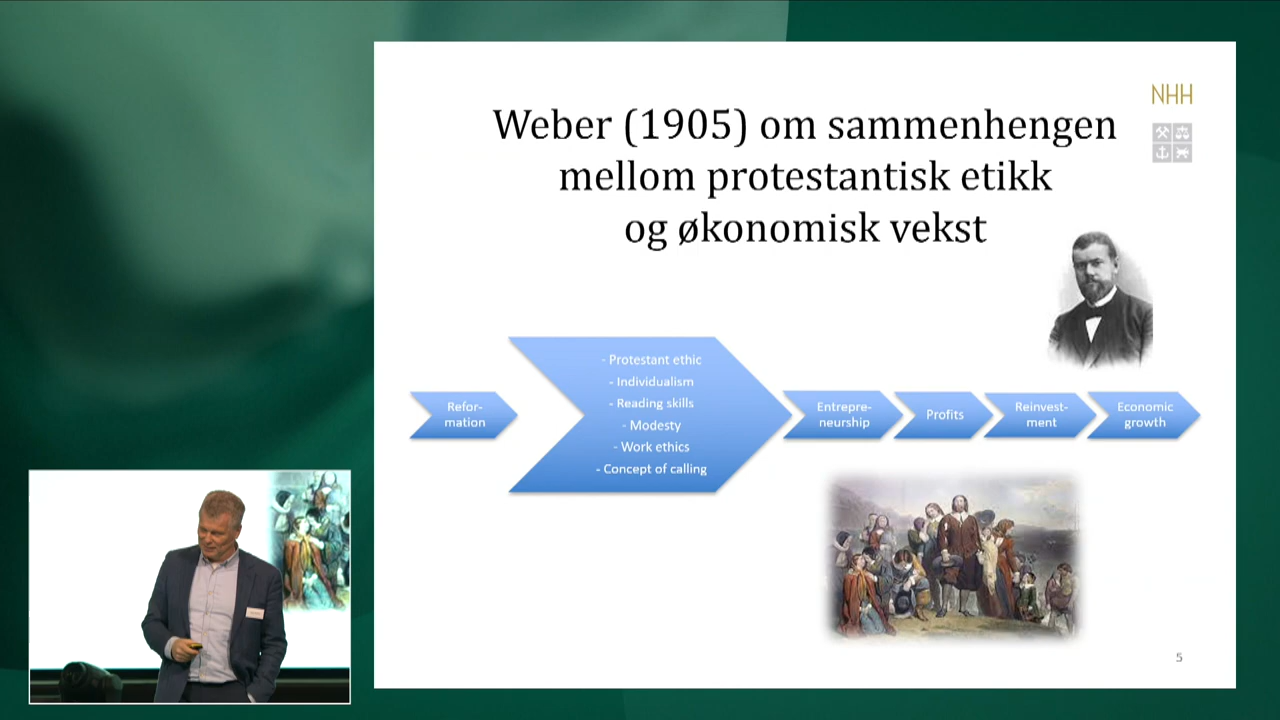 NHH
Weber (1905) om sammenhengen
mellom protestantisk etikk
og økonomisk vekst
Refor-
mation
- Protestant ethic
- Individualism
- Reading skills
- Modesty
- Work ethics
- Concept of calling
Entrepre-
neurship
Profits
Reinvest-
ment
Economic
growth
5